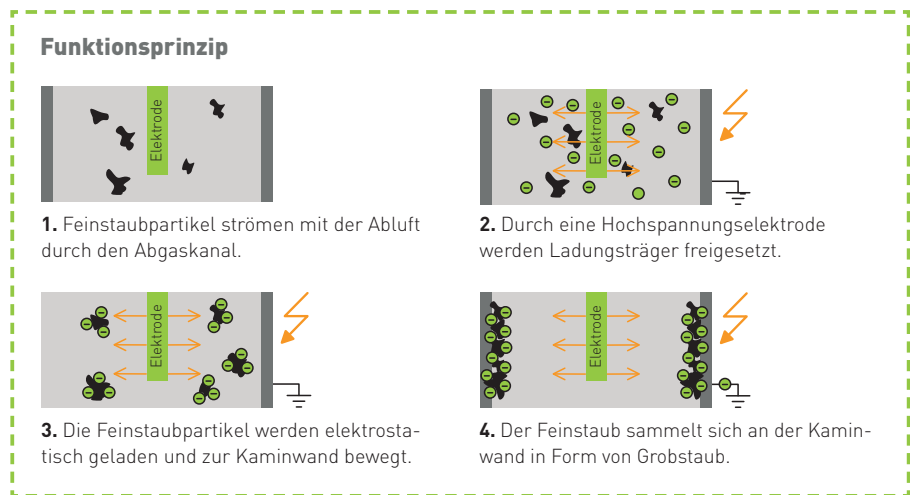 Funktionsprinzip
Elektrode
Elektrode
1. Feinstaubpartikel strömen mit der Abluft
durch den Abgaskanal.
2. Durch eine Hochspannungselektrode
werden Ladungsträger freigesetzt.
Elektrode
Elektrode
3. Die Feinstaubpartikel werden elektrosta-
tisch geladen und zur Kaminwand bewegt.
4. Der Feinstaub sammelt sich an der Kamin-
wand in Form von Grobstaub.